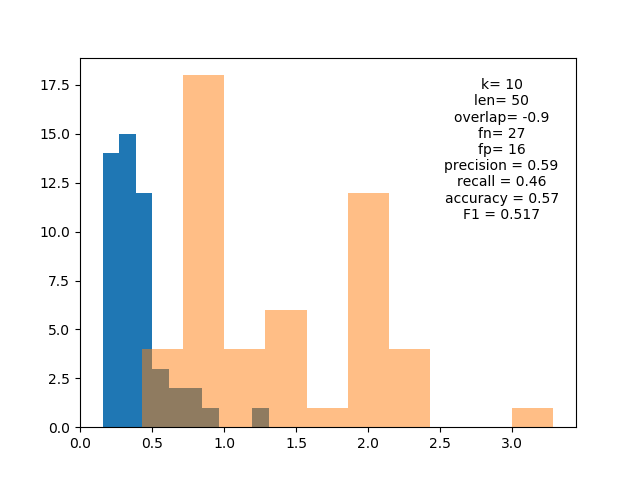 17.5
15.0
12.5
10.0
7.5
5.0
2.5
0.0
0.0 0.5 1.0 1.5 2.0 2.5 3.0
k= 10
len= 50
overlap= -0.9
fn= 27
fp= 16
precision = 0.59
recall = 0.46
accuracy = 0.57
F1 = 0.517